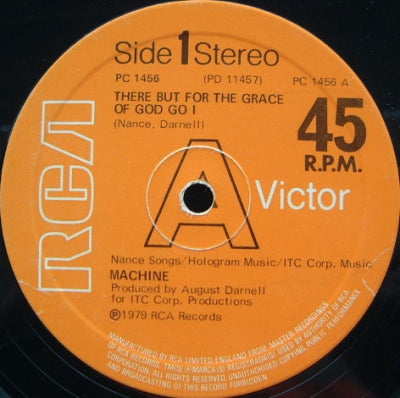 Side 1 Stereo
PC 1456 (PD 11457) PC 1456 A
THERE BUT FOR THE GRACE
OF GOD GO I
(Nance, Darnell)
45
R.P.M.
RCA
A
Victor
Nance Songs/Hologram Music/ITC Corp. Music
MACHINE
Produced by August Darnell
for ITC Corp. Productions
℗1979 RCA Records
MANUFACTURED BY RCA LIMITED, ENGLAND, FROM MASTER RECORDINGS
OF RCA RECORDS. TM(S) ® MARCA(S) REGISTRADA(S) USED BY AUTHORITY OF RCA
ALL RIGHTS RESERVED. UNAUTHORISED COPYING, PUBLIC PERFORMANCE
AND BROADCASTING OF THIS RECORD FORBIDDEN